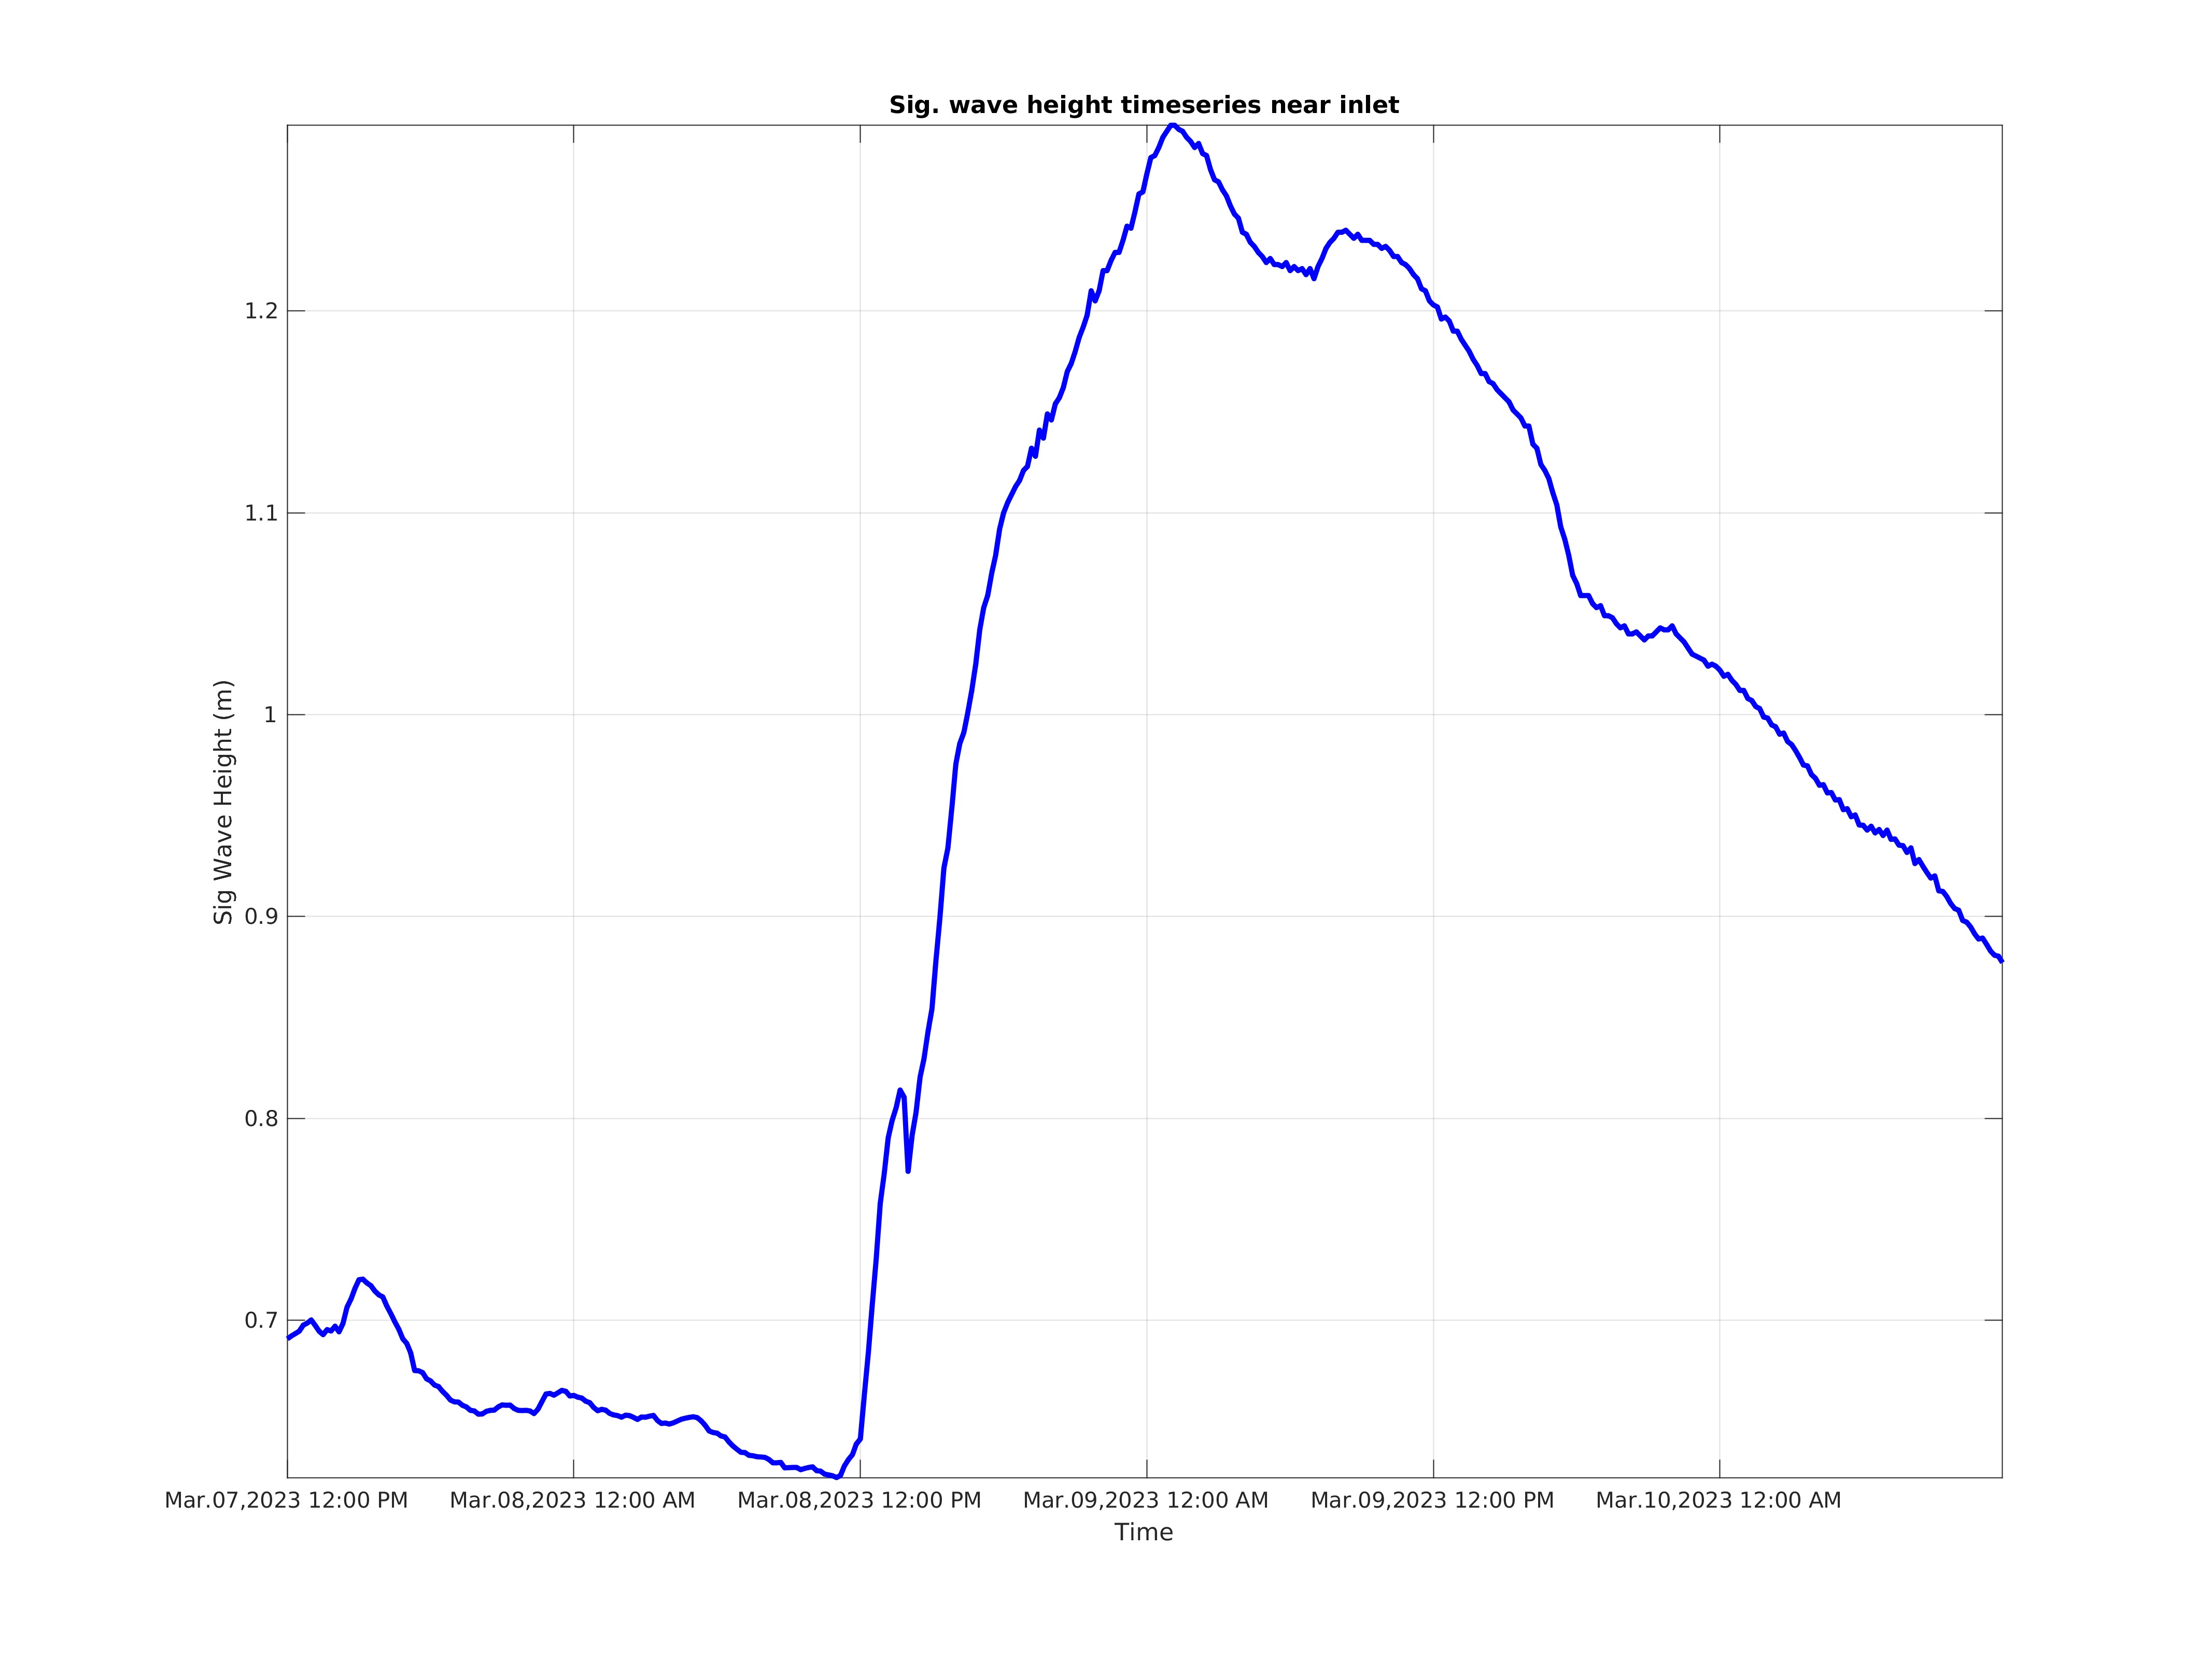 Sig. wave height timeseries near inlet
1.2
1.1
1
0.9
0.8
0.7
Sig Wave Height (m)
Mar.07,2023 12:00 PM Mar.08,2023 12:00 AM Mar.08,2023 12:00 PM Mar.09,2023 12:00 AM Mar.09,2023 12:00 PM Mar.10,2023 12:00 AM
Time